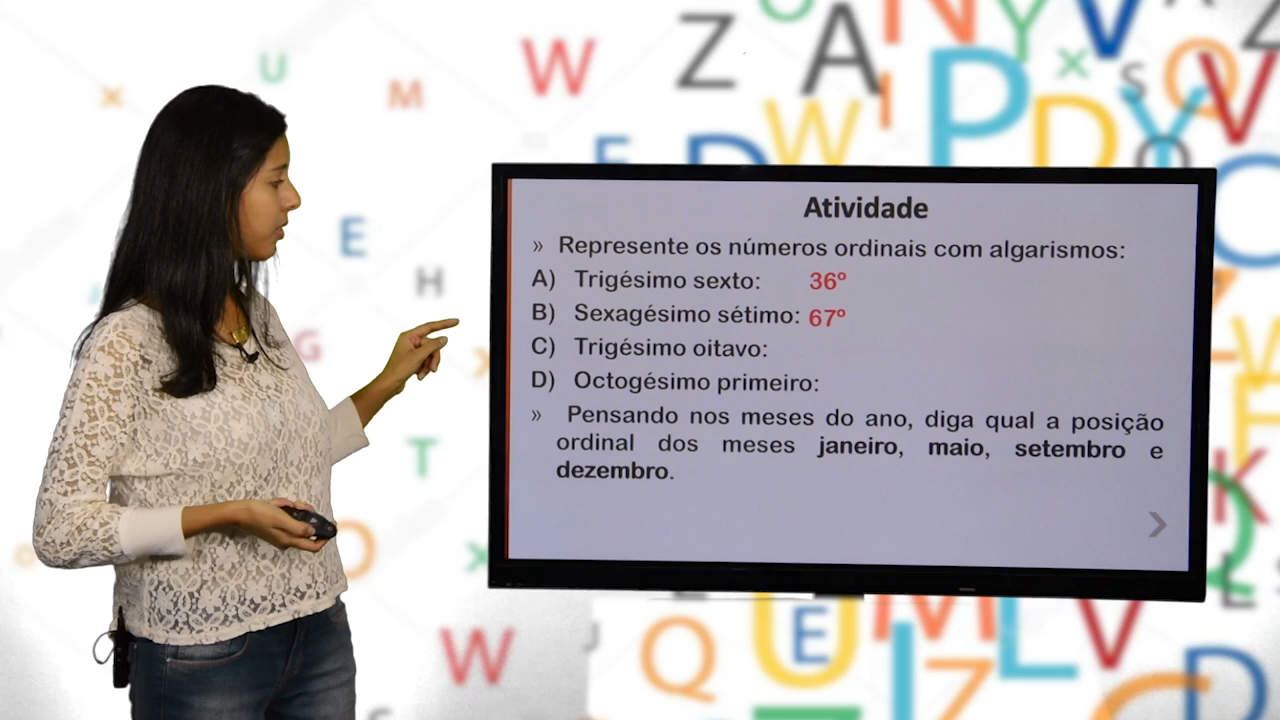 Atividade
» Represente os números ordinais com algarismos:
A) Trigésimo sexto: 36º
B) Sexagésimo sétimo: 67º
C) Trigésimo oitavo:
D) Octogésimo primeiro:
» Pensando nos meses do ano, diga qual a posição
ordinal dos meses janeiro, maio, setembro e
dezembro.